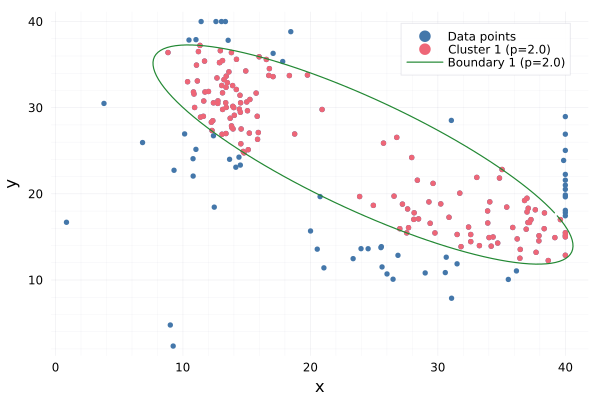 40
30
20
10
y
Data points
Cluster 1 (p=2.0)
Boundary 1 (p=2.0)
0 10 20 30 40
x